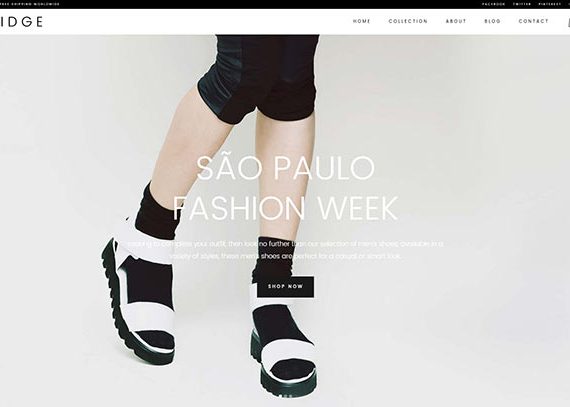 FREE SHIPPING WORLDWIDE
FACEBOOK TWITTER PINTEREST
IDGE
HOME COLLECTION ABOUT BLOG CONTACT
SÃO PAULO
FASHION WEEK
looking to complete your outfit, then look no further than our selection of men's shoes, available in a
variety of styles, these men's shoes are perfect for a casual or smart look.
SHOP NOW